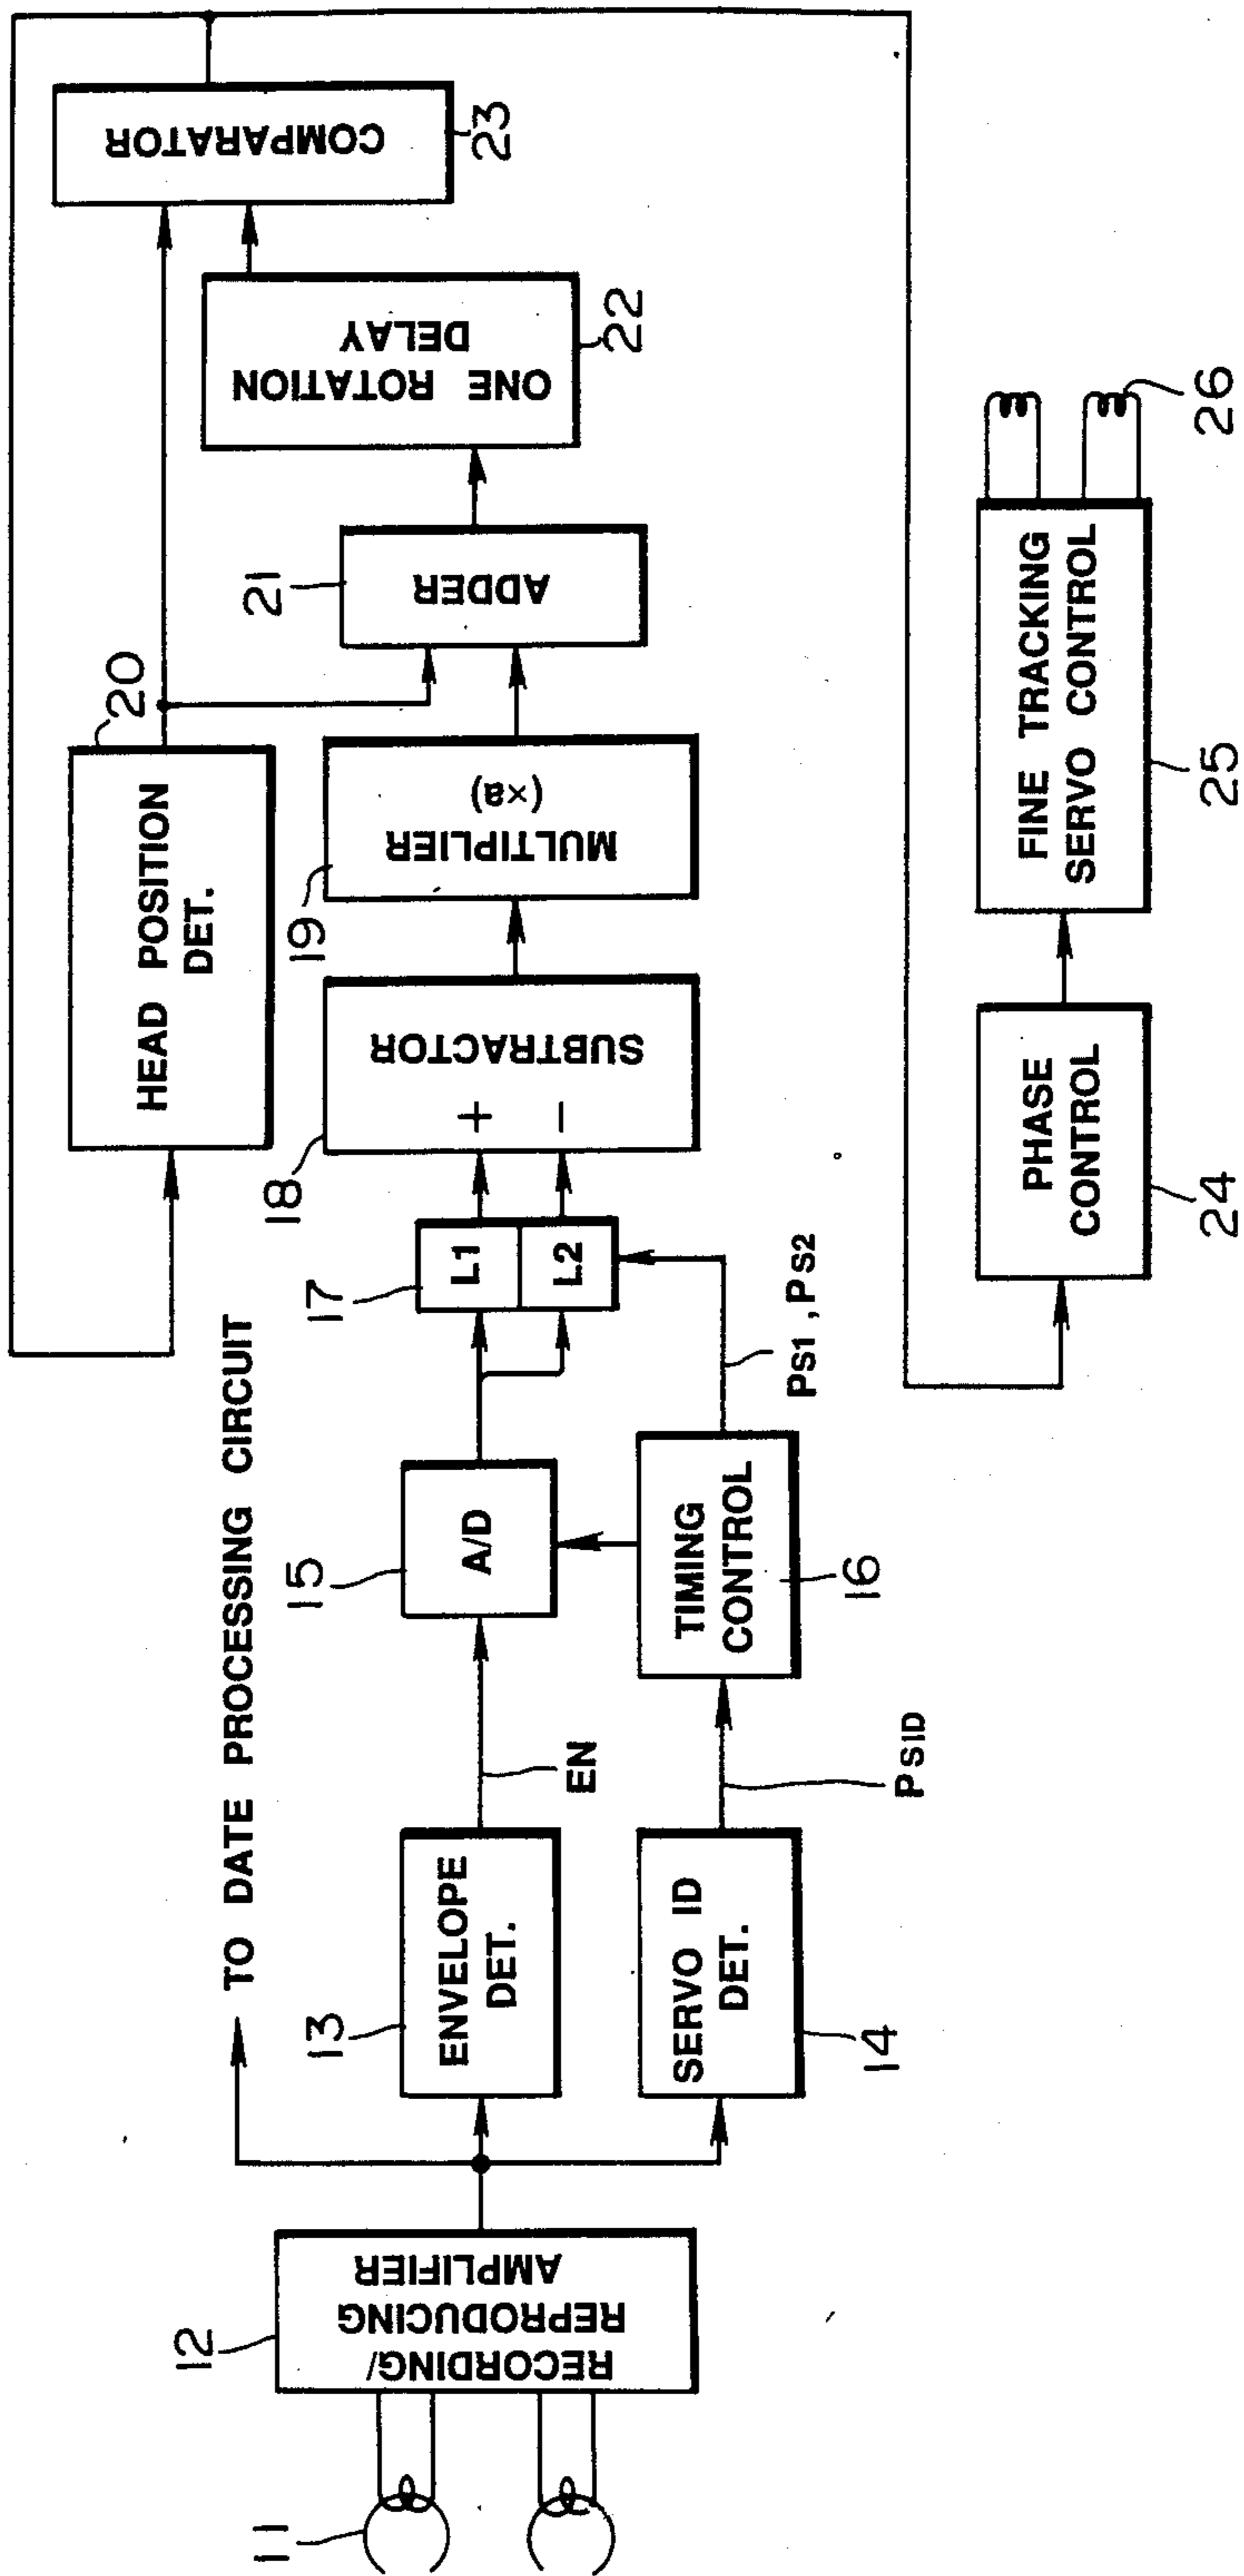 11
12
RECORDING/
REPRODUCING
AMPLIFIER
TO DATE PROCESSING CIRCUIT
13
ENVELOPE
DET.
EN
14
SERVO ID
DET.
PSID
15
A/D
16
TIMING
CONTROL
PS1, PS2
17
L1
L2
18
+
−
SUBTRACTOR
19
MULTIPLIER
(×a)
20
HEAD POSITION
DET.
21
ADDER
22
ONE ROTATION
DELAY
23
COMPARATOR
24
PHASE
CONTROL
25
FINE TRACKING
SERVO CONTROL
26